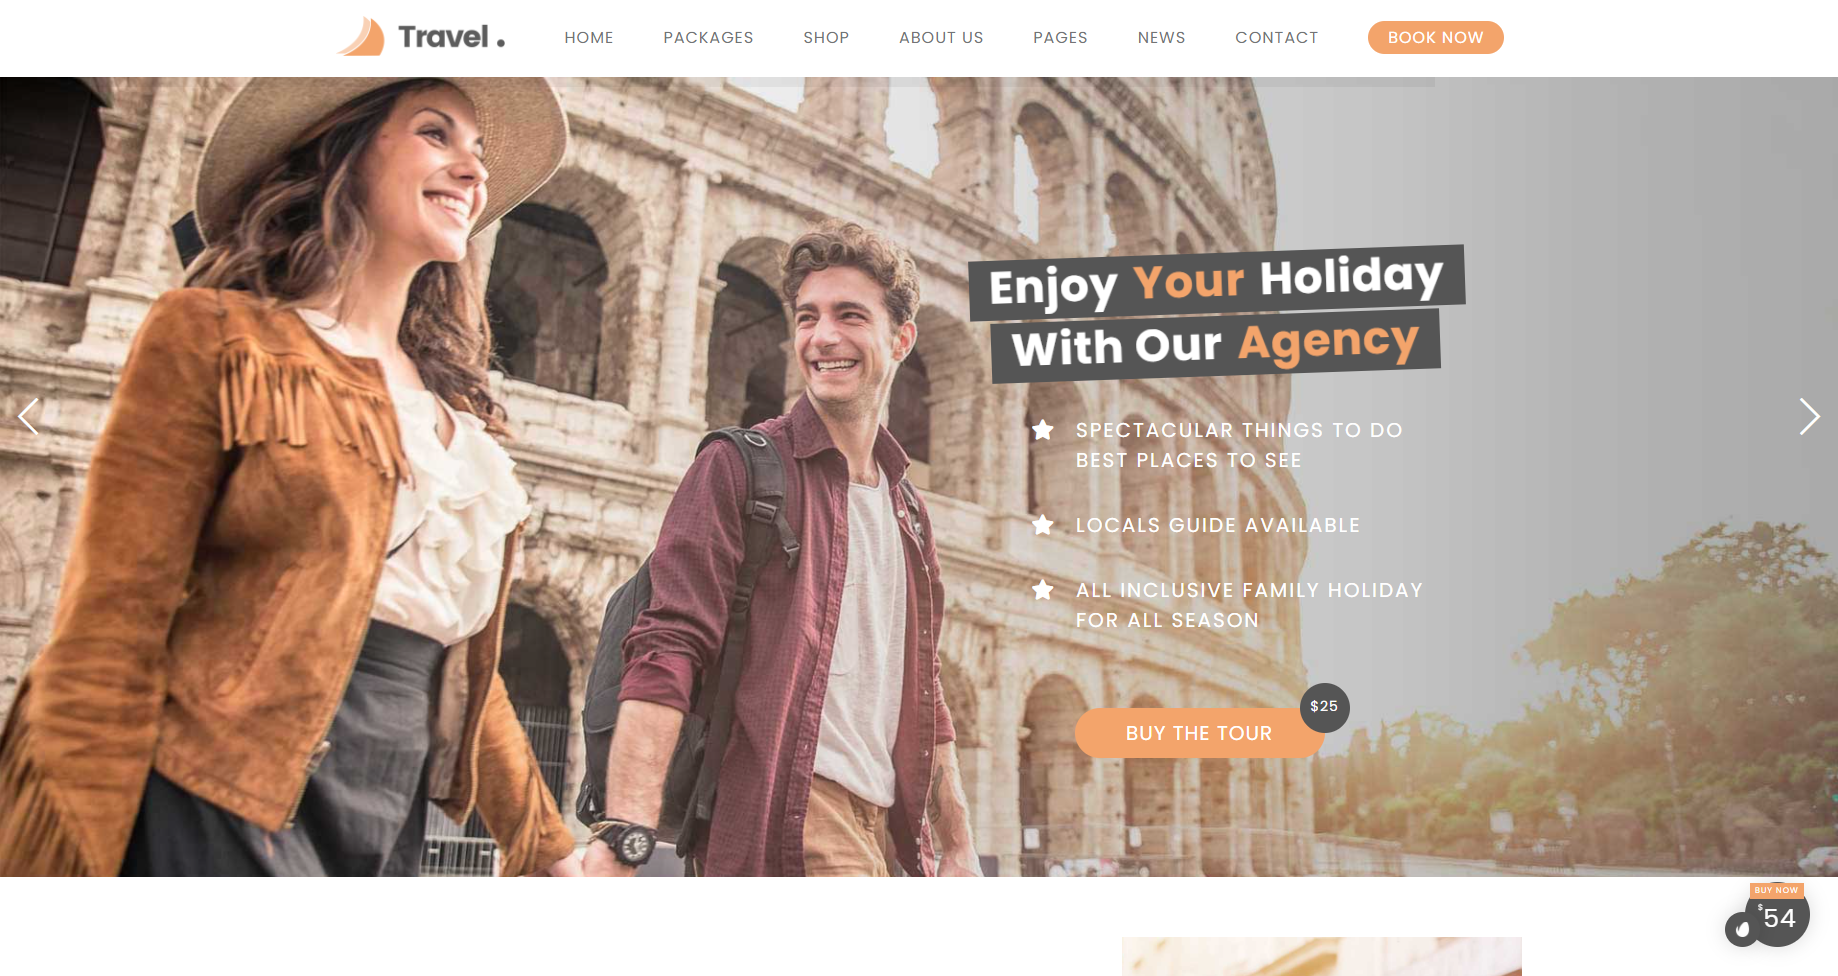 Travel .
HOME
PACKAGES
SHOP
ABOUT US
PAGES
NEWS
CONTACT
BOOK NOW
Enjoy Your Holiday
With Our Agency
SPECTACULAR THINGS TO DO
BEST PLACES TO SEE
LOCALS GUIDE AVAILABLE
ALL INCLUSIVE FAMILY HOLIDAY
FOR ALL SEASON
$25
BUY THE TOUR
BUY NOW
$54